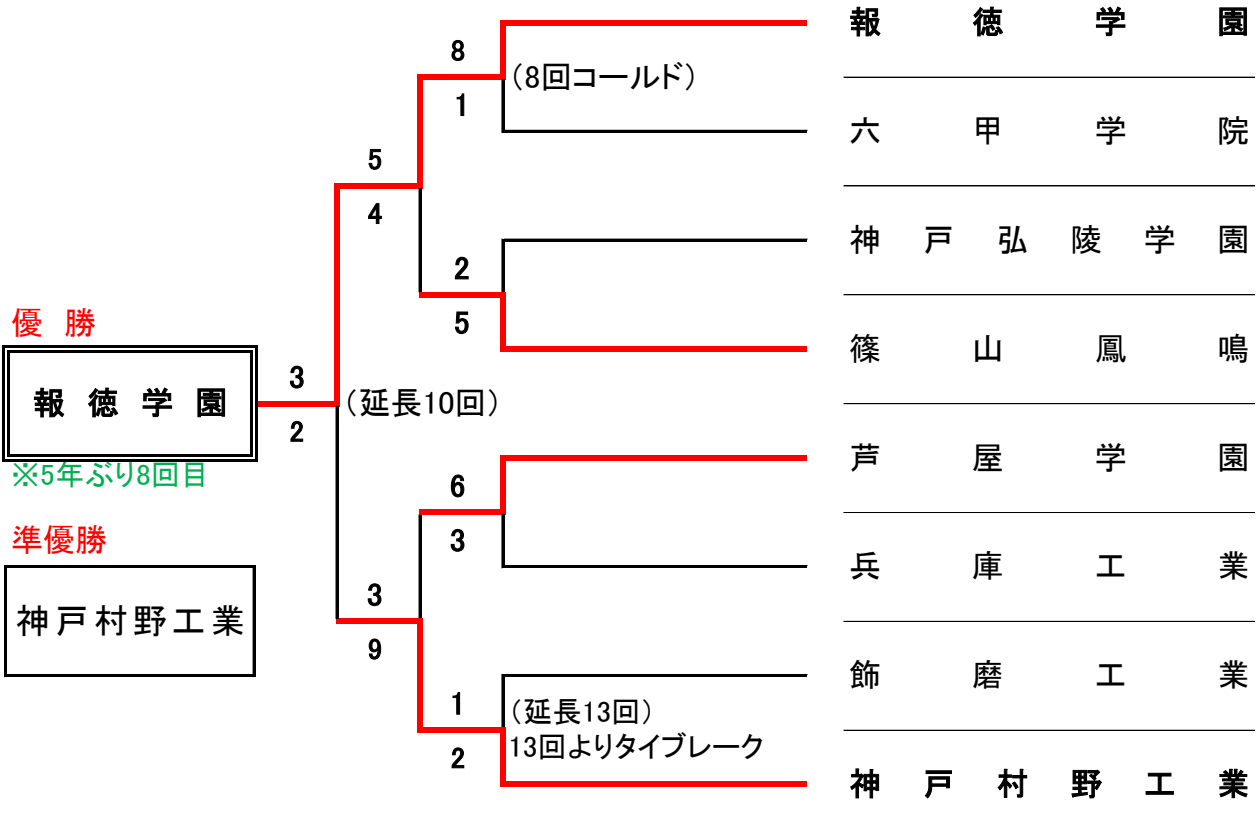 報徳学園
8
(8回コールド)
1
六甲学院
5
4
神戸弘陵学園
2
5
篠山鳳鳴
優勝
報徳学園
※5年ぶり8回目
3
2
(延長10回)
芦屋学園
6
3
兵庫工業
準優勝
神戸村野工業
3
9
飾磨工業
1
2
(延長13回)
13回よりタイブレーク
神戸村野工業